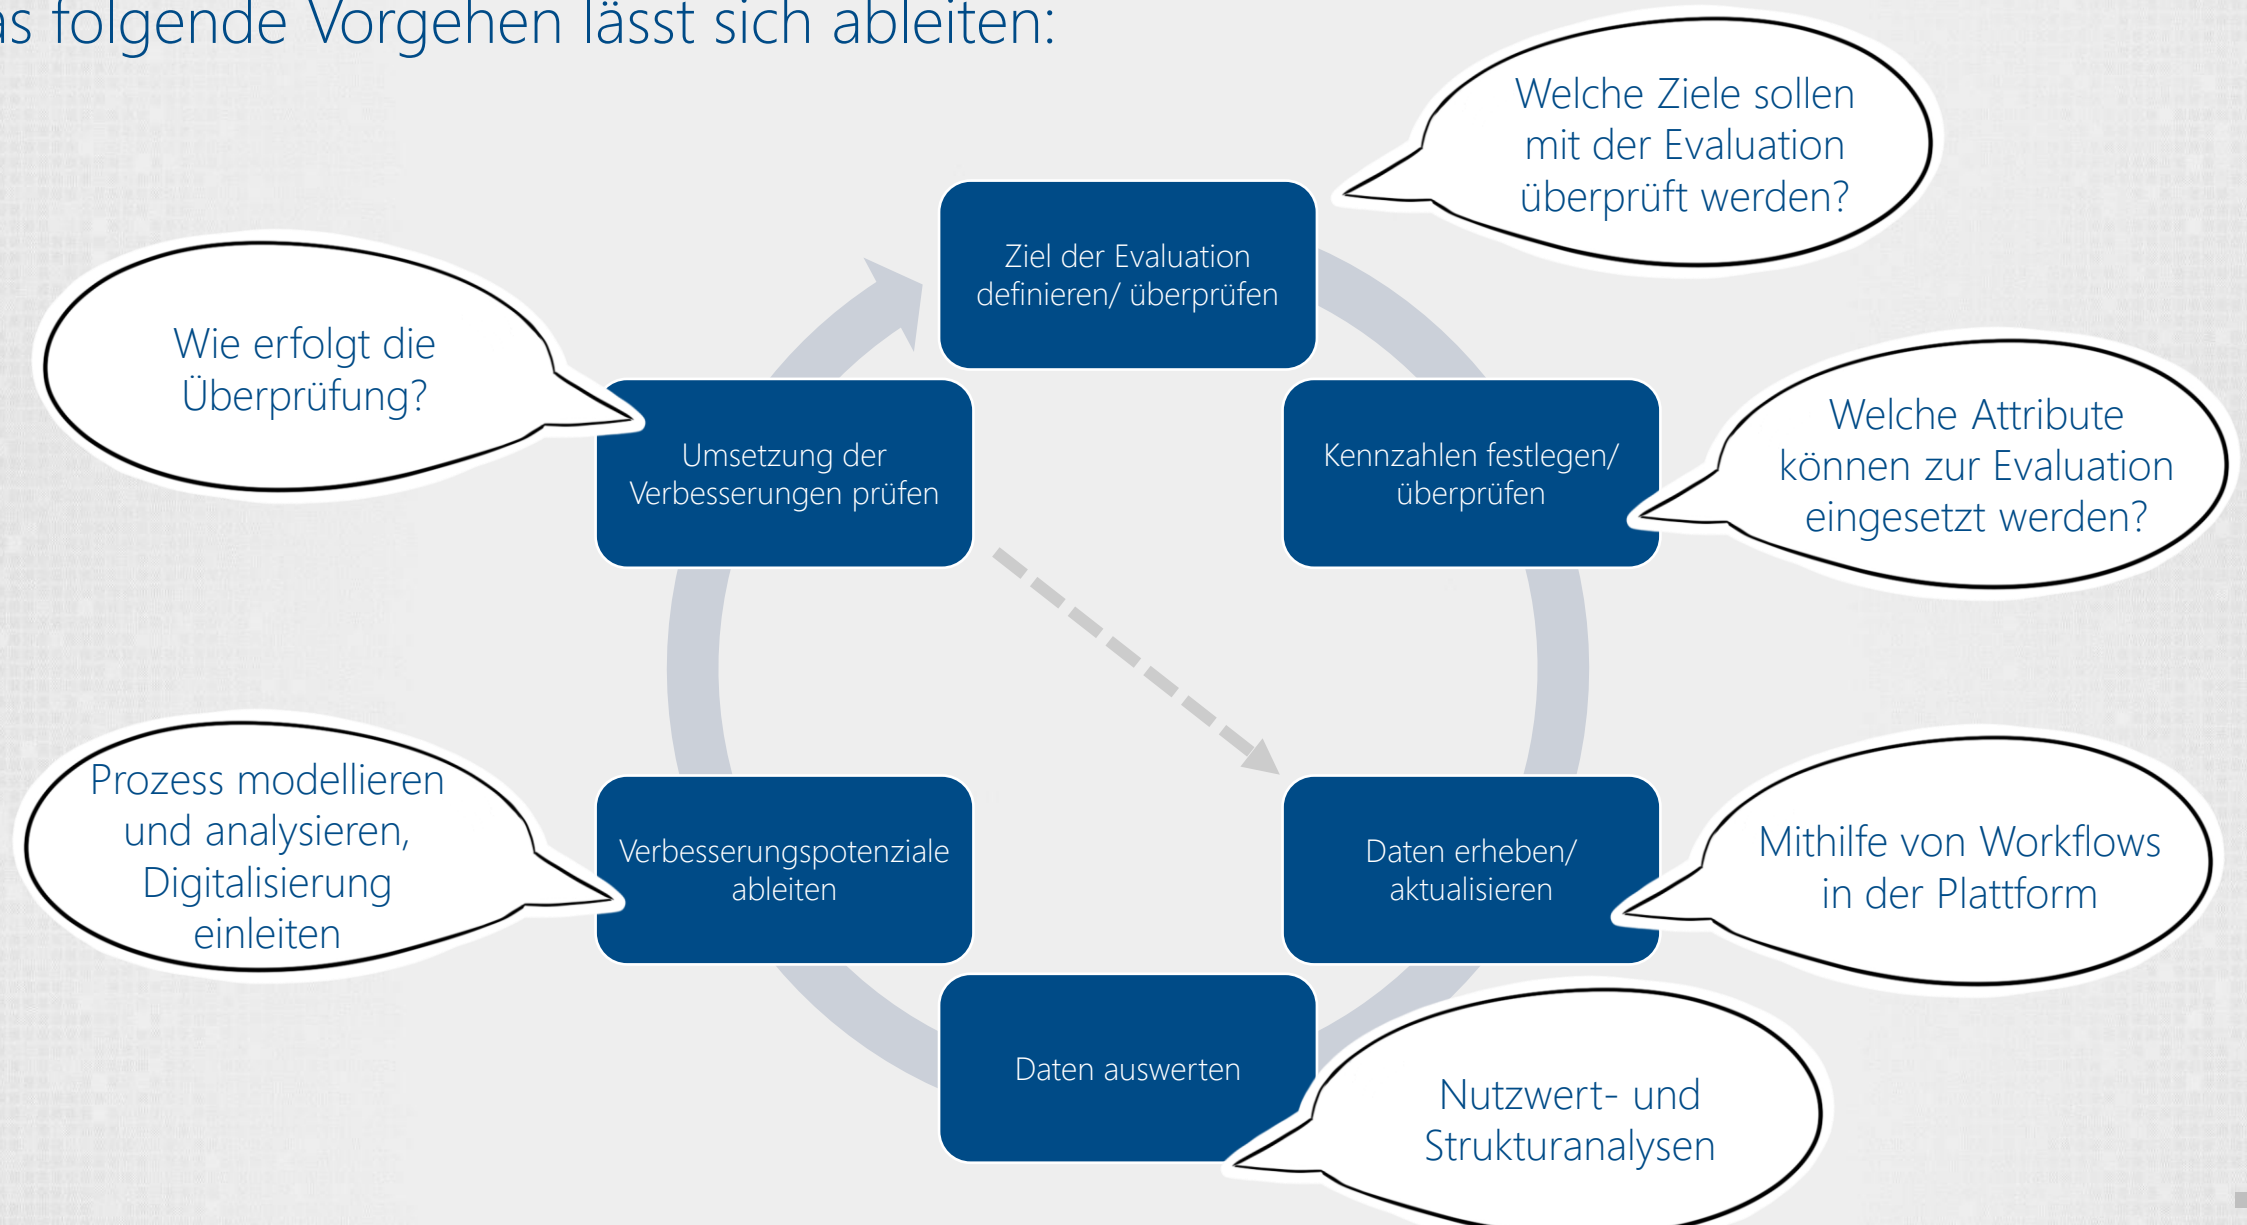 s folgende Vorgehen lässt sich ableiten:
Welche Ziele sollen
mit der Evaluation
überprüft werden?
Ziel der Evaluation
definieren/ überprüfen
Wie erfolgt die
Überprüfung?
Umsetzung der
Verbesserungen prüfen
Kennzahlen festlegen/
überprüfen
Welche Attribute
können zur Evaluation
eingesetzt werden?
Prozess modellieren
und analysieren,
Digitalisierung
einleiten
Verbesserungspotenziale
ableiten
Daten erheben/
aktualisieren
Mithilfe von Workflows
in der Plattform
Daten auswerten
Nutzwert- und
Strukturanalysen